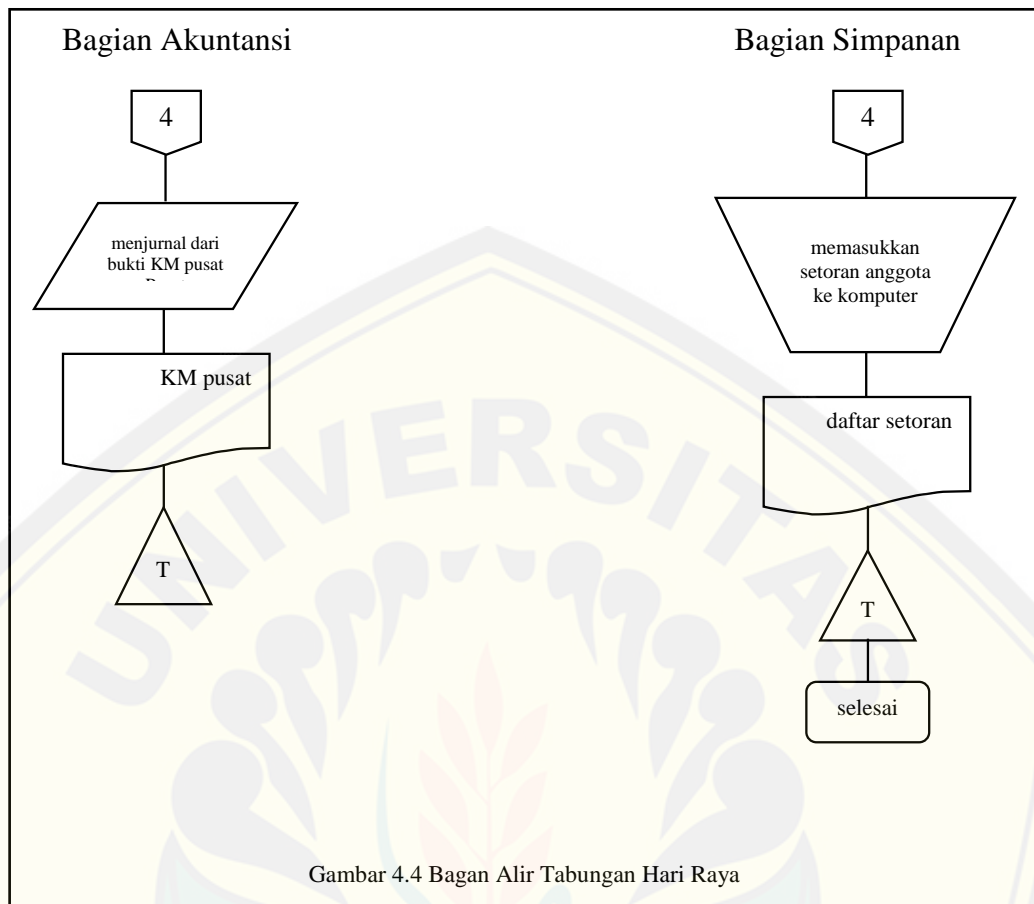 Bagian Akuntansi
4
menjurnal dari
bukti KM pusat
KM pusat
T
Bagian Simpanan
4
memasukkan
setoran anggota
ke komputer
daftar setoran
T
selesai
UNIVERSITAS
Gambar 4.4 Bagan Alir Tabungan Hari Raya